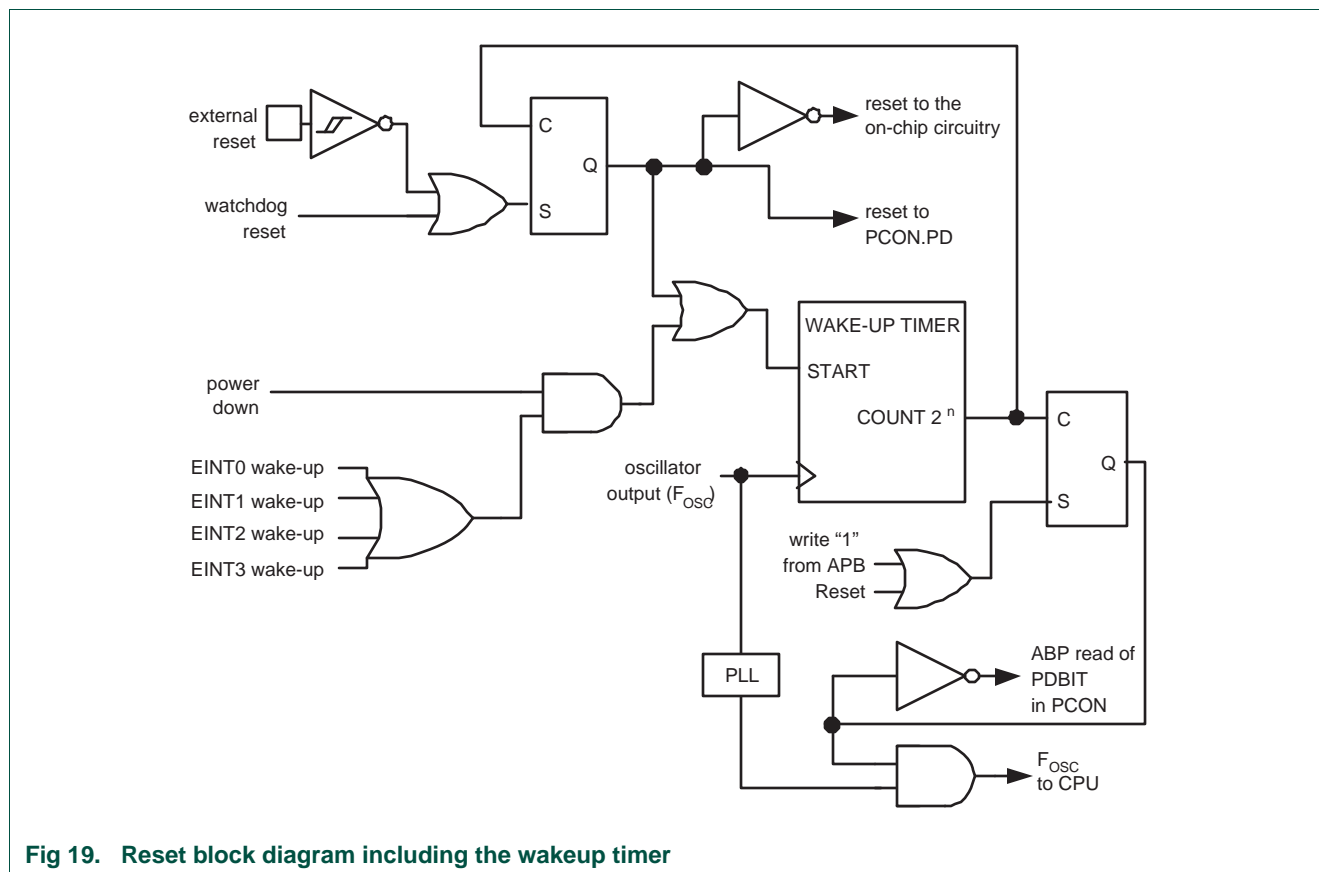 external
reset
C
Q
S
reset to the
on-chip circuitry
watchdog
reset
reset to
PCON.PD
WAKE-UP TIMER
START
COUNT 2 n
power
down
C
Q
S
EINT0 wake-up
EINT1 wake-up
EINT2 wake-up
EINT3 wake-up
oscillator
output (FOSC)
write “1”
from APB
Reset
PLL
ABP read of
PDBIT
in PCON
FOSC
to CPU
Fig 19. Reset block diagram including the wakeup timer